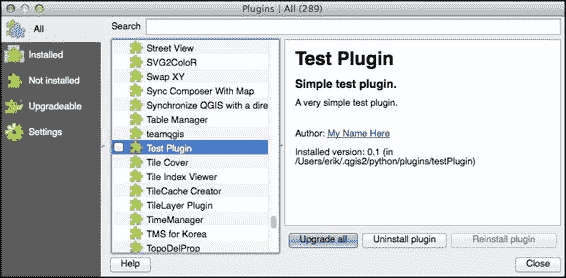 Plugins | All (289)
All
Installed
Not installed
Upgradeable
Settings
Search
Street View
SVG2ColoR
Swap XY
Sync Composer With Map
Synchronize QGIS with a dire
Table Manager
teamqgis
Test Plugin
Tile Cover
Tile Index Viewer
TileCache Creator
TileLayer Plugin
TimeManager
TMS for Korea
TopoDelProp
Test Plugin
Simple test plugin.
A very simple test plugin.
Author: My Name Here
Installed version: 0.1 (in
/Users/erik/.qgis2/python/plugins/testPlugin)
Upgrade all
Uninstall plugin
Reinstall plugin
Help
Close